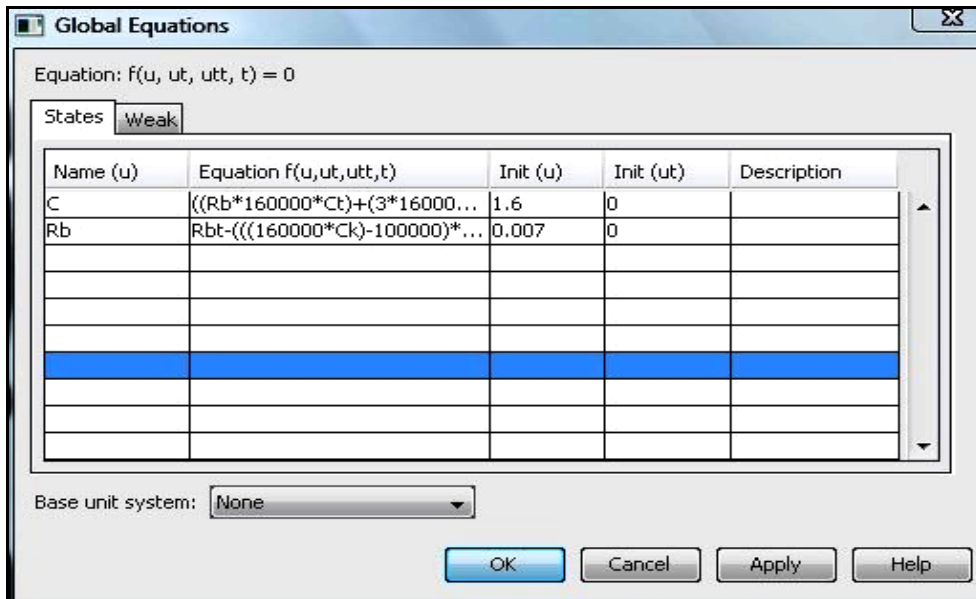 Global Equations
Equation: f(u, ut, utt, t) = 0
States Weak
Name (u) Equation f(u,ut,utt,t) Init (u) Init (ut) Description
C ((Rb*160000*Ct)+(3*16000... 1.6 0
Rb Rbt-(((160000*Ck)-100000)*... 0.007 0
Base unit system: None
OK Cancel Apply Help